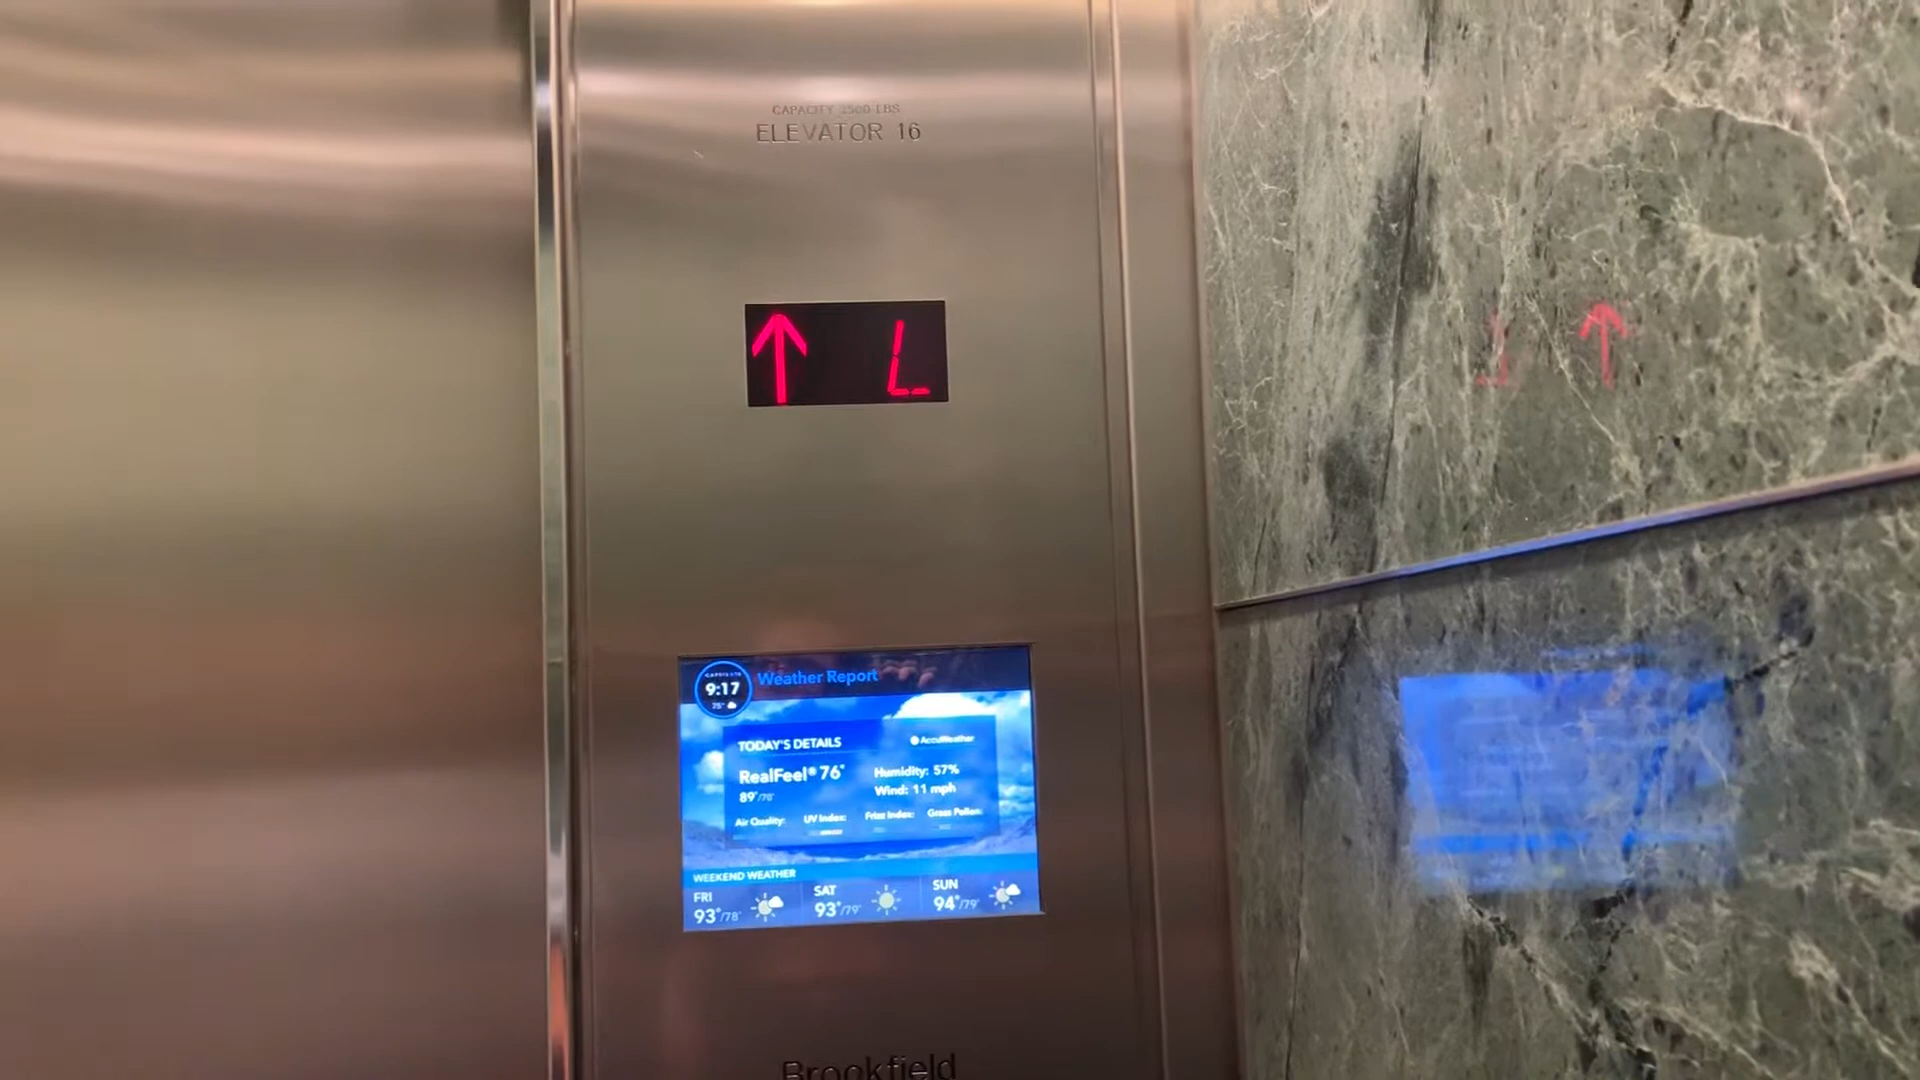 CAPACITY 3500 LBS
ELEVATOR 16
↑ L
9:17
75°
Weather Report
TODAY'S DETAILS
AccuWeather
RealFeel® 76°
89°/70°
Humidity: 57%
Wind: 11 mph
Air Quality: UV Index: Frizz Index: Grass Pollen:
WEEKEND WEATHER
FRI
93°/78°
SAT
93°/79°
SUN
94°/79°
Brookfield